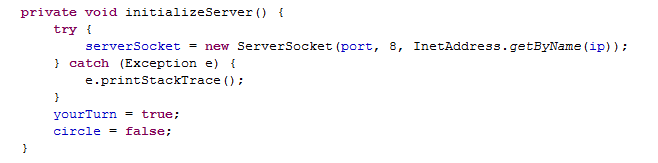 private void initializeServer() {
    try {
        serverSocket = new ServerSocket(port, 8, InetAddress.getByName(ip));
    } catch (Exception e) {
        e.printStackTrace();
    }
    yourTurn = true;
    circle = false;
}